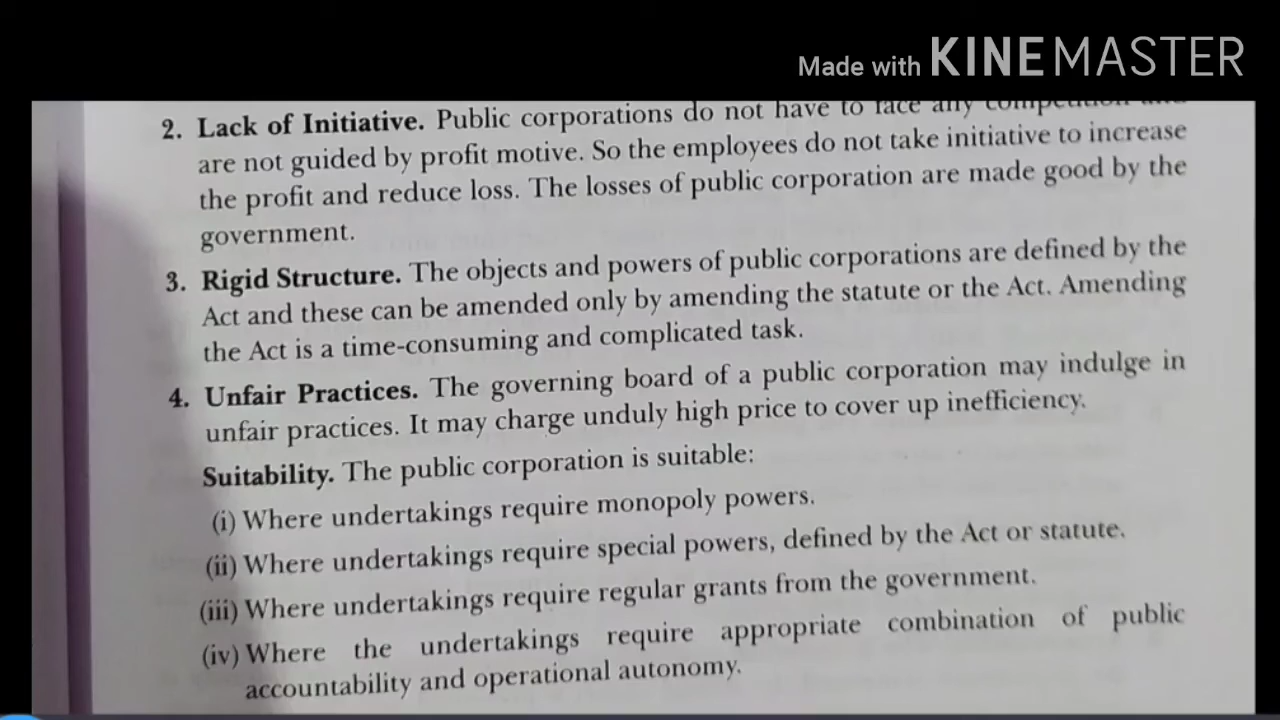 Made with KINEMASTER
2. Lack of Initiative. Public corporations do not have to face any
are not guided by profit motive. So the employees do not take initiative to increase
the profit and reduce loss. The losses of public corporation are made good by the
government.
3. Rigid Structure. The objects and powers of public corporations are defined by the
Act and these can be amended only by amending the statute or the Act. Amending
the Act is a time-consuming and complicated task.
4. Unfair Practices. The governing board of a public corporation may indulge in
unfair practices. It may charge unduly high price to cover up inefficiency.
Suitability. The public corporation is suitable:
(i) Where undertakings require monopoly powers.
(ii) Where undertakings require special powers, defined by the Act or statute.
(iii) Where undertakings require regular grants from the government.
(iv) Where the undertakings require appropriate combination of public
accountability and operational autonomy.